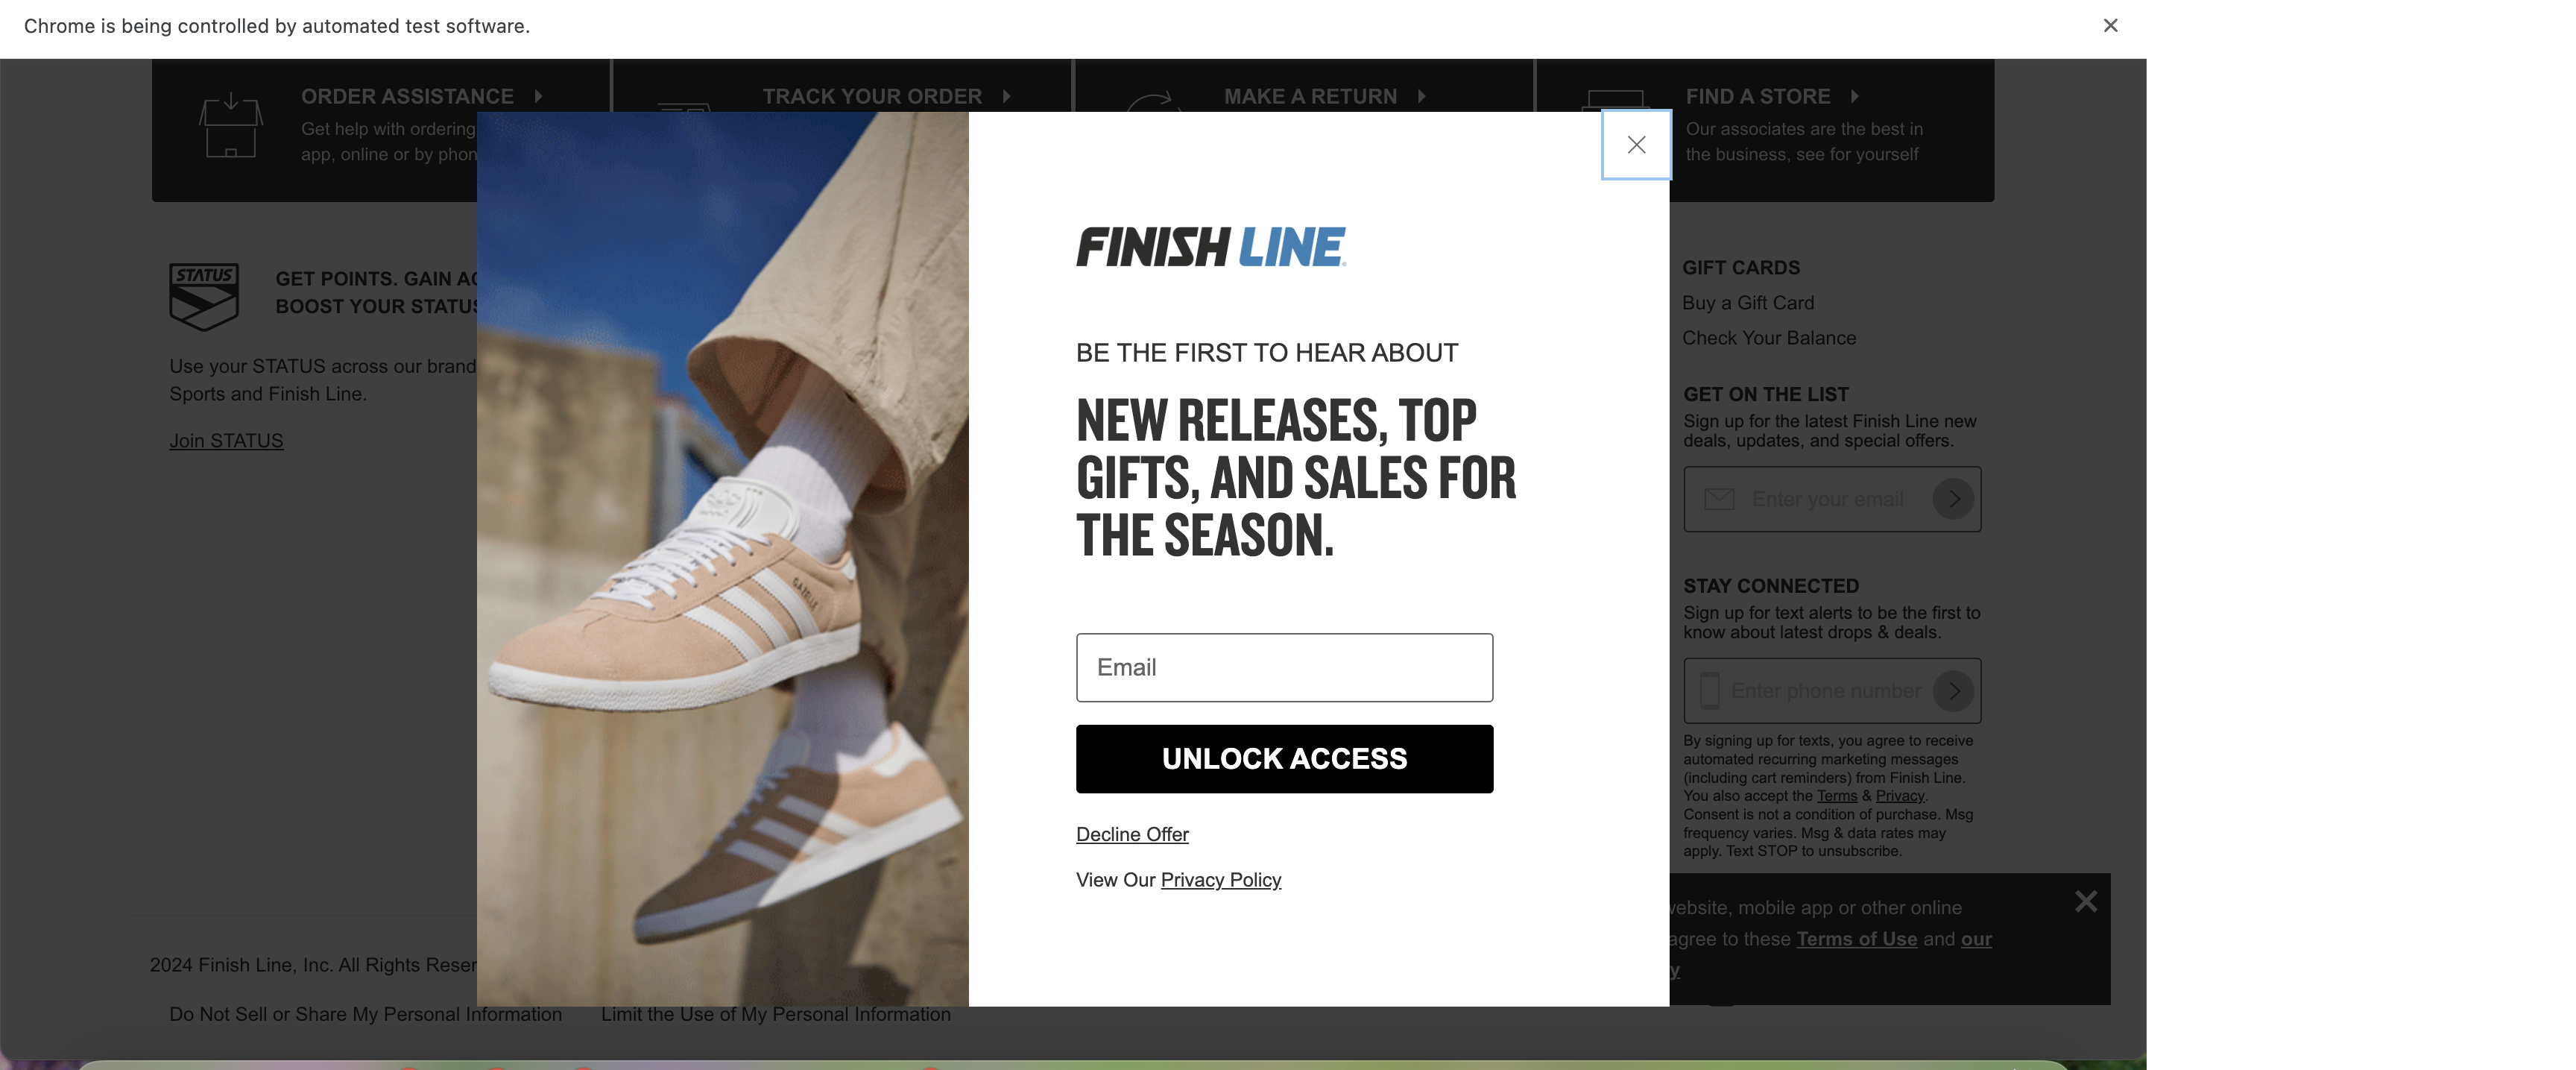 Chrome is being controlled by automated test software.
ORDER ASSISTANCE
Get help with ordering
app, online or by phon
TRACK YOUR ORDER
MAKE A RETURN
FIND A STORE
Our associates are the best in
the business, see for yourself
STATUS
GET POINTS. GAIN AC
BOOST YOUR STATUS
Use your STATUS across our brand
Sports and Finish Line.
Join STATUS
FINISH LINE
BE THE FIRST TO HEAR ABOUT
NEW RELEASES, TOP
GIFTS, AND SALES FOR
THE SEASON.
Email
UNLOCK ACCESS
Decline Offer
View Our Privacy Policy
GAZELLE
GIFT CARDS
Buy a Gift Card
Check Your Balance
GET ON THE LIST
Sign up for the latest Finish Line new
deals, updates, and special offers.
Enter your email
STAY CONNECTED
Sign up for text alerts to be the first to
know about latest drops & deals.
Enter phone number
By signing up for texts, you agree to receive
automated recurring marketing messages
(including cart reminders) from Finish Line.
You also accept the Terms & Privacy.
Consent is not a condition of purchase. Msg
frequency varies. Msg & data rates may
apply. Text STOP to unsubscribe.
website, mobile app or other online
agree to these Terms of Use and our
y
2024 Finish Line, Inc. All Rights Reser
Do Not Sell or Share My Personal Information
Limit the Use of My Personal Information